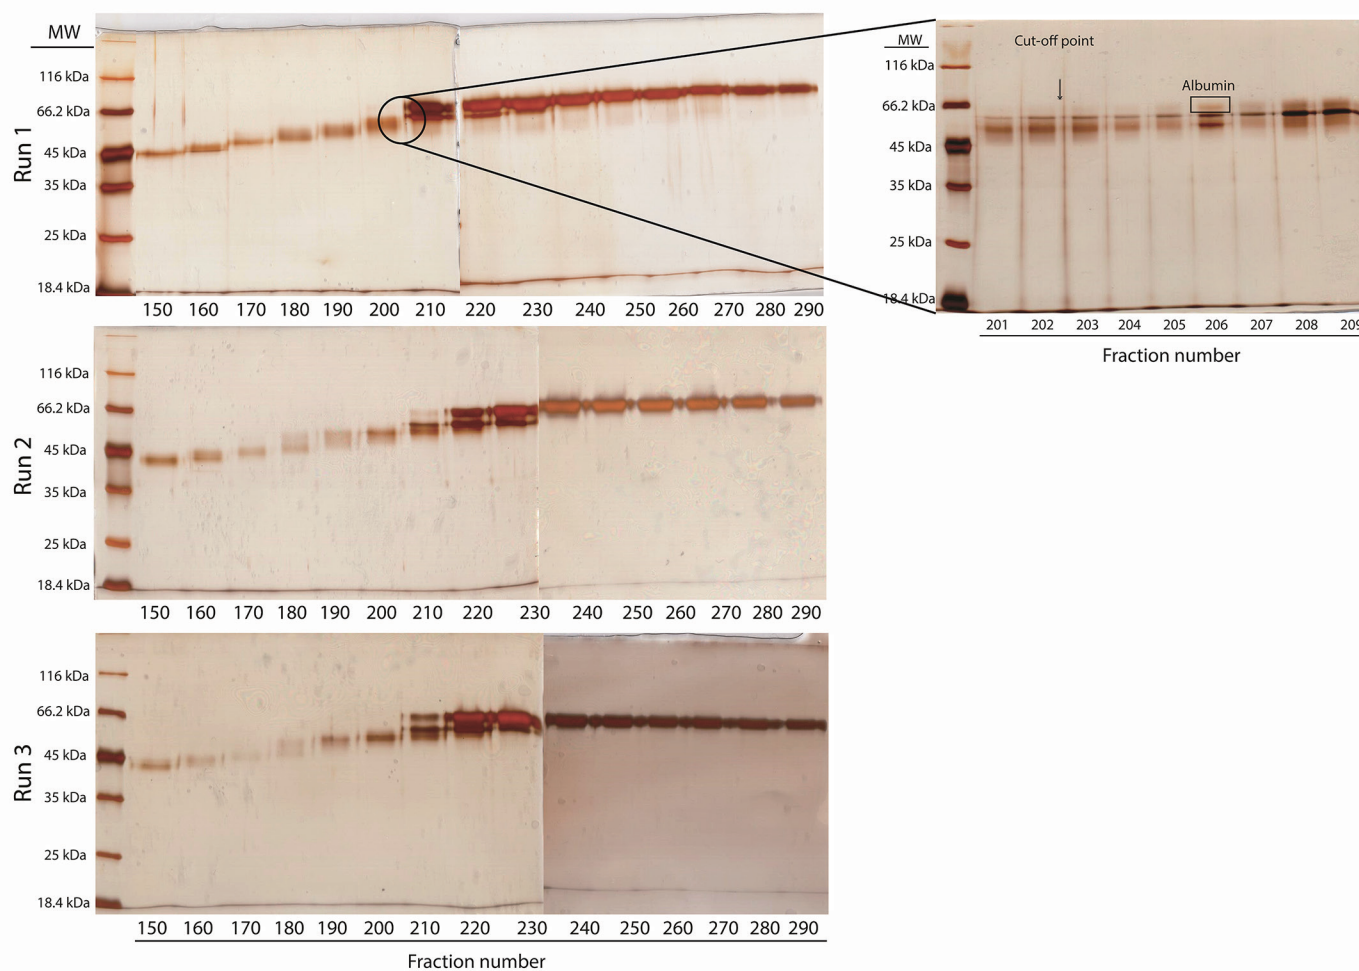 MW
116 kDa
66.2 kDa
45 kDa
35 kDa
25 kDa
18.4 kDa
Run 1
150 160 170 180 190 200 210 220 230 240 250 260 270 280 290
MW
Cut-off point
Albumin
116 kDa
66.2 kDa
45 kDa
35 kDa
25 kDa
18.4 kDa
201 202 203 204 205 206 207 208 209
Fraction number
116 kDa
66.2 kDa
45 kDa
35 kDa
25 kDa
18.4 kDa
Run 2
150 160 170 180 190 200 210 220 230 240 250 260 270 280 290
116 kDa
66.2 kDa
45 kDa
35 kDa
25 kDa
18.4 kDa
Run 3
150 160 170 180 190 200 210 220 230 240 250 260 270 280 290
Fraction number